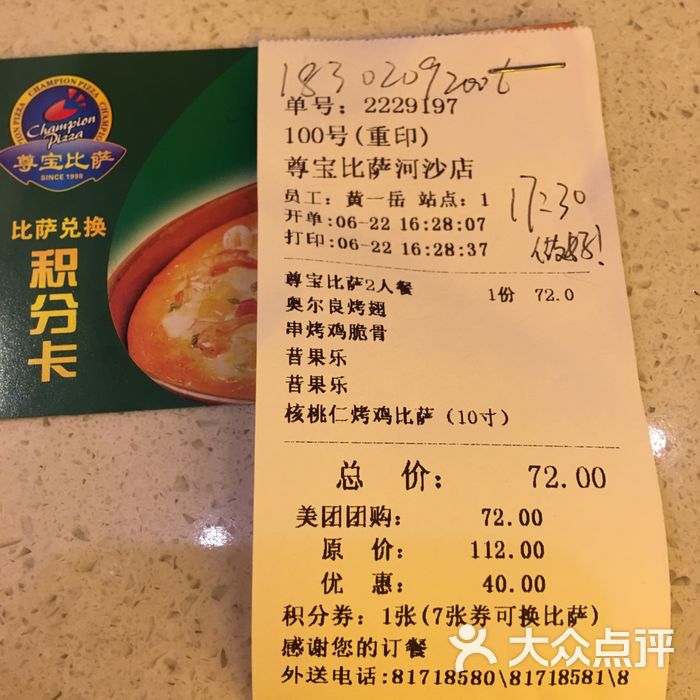 CHAMPION PIZZA
Champion
Pizza
尊宝比萨
SINCE 1998
比萨兑换
积分卡
18302092006
单号：2229197
100号(重印)
尊宝比萨河沙店
员工：黄一岳 站点：1
开单:06-22 16:28:07
打印:06-22 16:28:37
17:30
做好!
尊宝比萨2人餐 1份 72.0
奥尔良烤翅
串烤鸡脆骨
昔果乐
昔果乐
核桃仁烤鸡比萨（10寸）
总 价： 72.00
美团团购： 72.00
原 价： 112.00
优 惠： 40.00
积分券：1张(7张券可换比萨)
感谢您的订餐
外送电话:81718580\81718581\8
大众点评